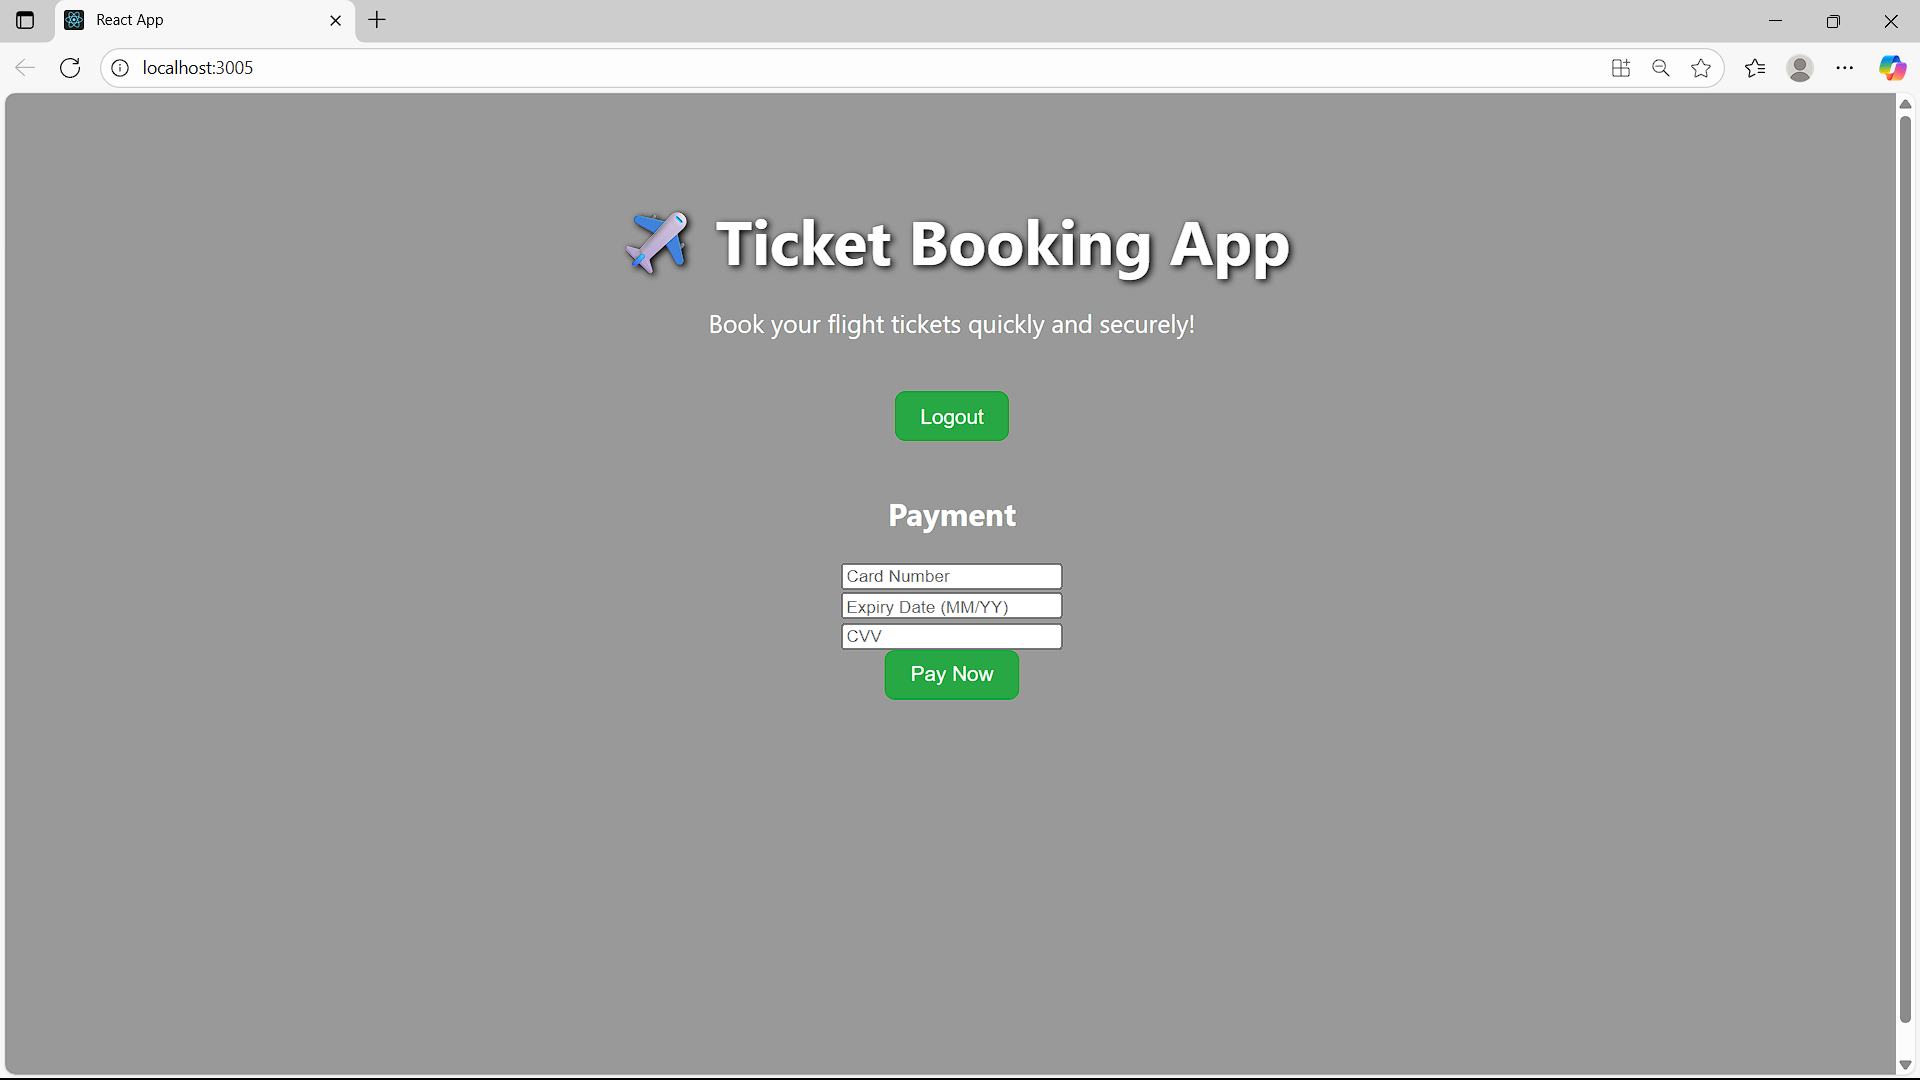 React App
localhost:3005
Ticket Booking App
Book your flight tickets quickly and securely!
Logout
Payment
Card Number
Expiry Date (MM/YY)
CVV
Pay Now